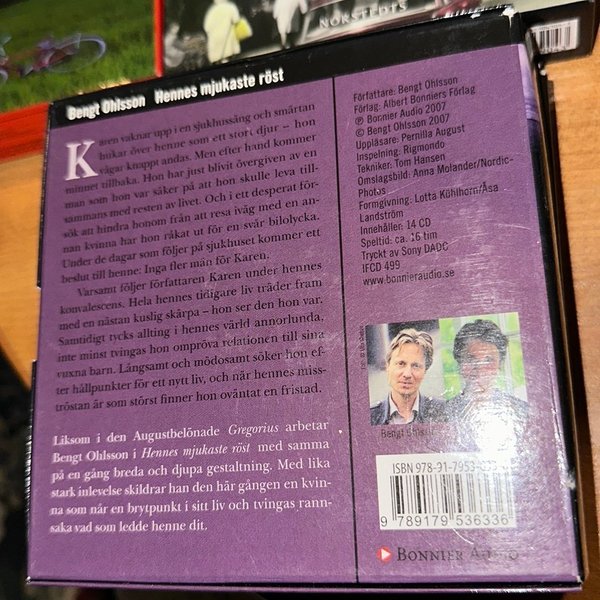 NORSTEDTS
Bengt Ohlsson Hennes mjukaste röst
Karen vaknar upp i en sjukhussäng och smärtan
hukar över henne som ett stort djur – hon
vågar knappt andas. Men efter hand kommer
minnet tillbaka. Hon har just blivit övergiven av en
man som hon var säker på att hon skulle leva till-
sammans med resten av livet. Och i ett desperat för-
sök att hindra honom från att resa iväg med en an-
nan kvinna har hon råkat ut för en svår bilolycka.
Under de dagar som följer på sjukhuset kommer ett
beslut till henne: Inga fler män för Karen.
Varsamt följer författaren Karen under hennes
konvalescens. Hela hennes tidigare liv träder fram
med en nästan kuslig skärpa – hon ser den hon var.
Samtidigt tycks allting i hennes värld annorlunda,
inte minst tvingas hon ompröva relationen till sina
vuxna barn. Långsamt och mödosamt söker hon ef-
ter hållpunkter för ett nytt liv, och när hennes miss-
tröstan är som störst finner hon oväntat en fristad.
Liksom i den Augustbelönade Gregorius arbetar
Bengt Ohlsson i Hennes mjukaste röst med samma
på en gång breda och djupa gestaltning. Med lika
stark inlevelse skildrar han den här gången en kvin-
na som når en brytpunkt i sitt liv och tvingas rann-
saka vad som ledde henne dit.
Författare: Bengt Ohlsson
Förlag: Albert Bonniers Förlag
℗ Bonnier Audio 2007
© Bengt Ohlsson 2007
Uppläsare: Pernilla August
Inspelning: Rigmondo
Tekniker: Tom Hansen
Omslagsbild: Anna Molander/Nordic-
Photos
Formgivning: Lotta Kühlhorn/Åsa
Landström
Innehåller: 14 CD
Speltid: ca. 16 tim
Tryckt av Sony DADC
IFCD 499
www.bonnieraudio.se
Bengt Ohlsson
ISBN 978-91-7953-633-6
9 789179 536336
BONNIER AUDIO